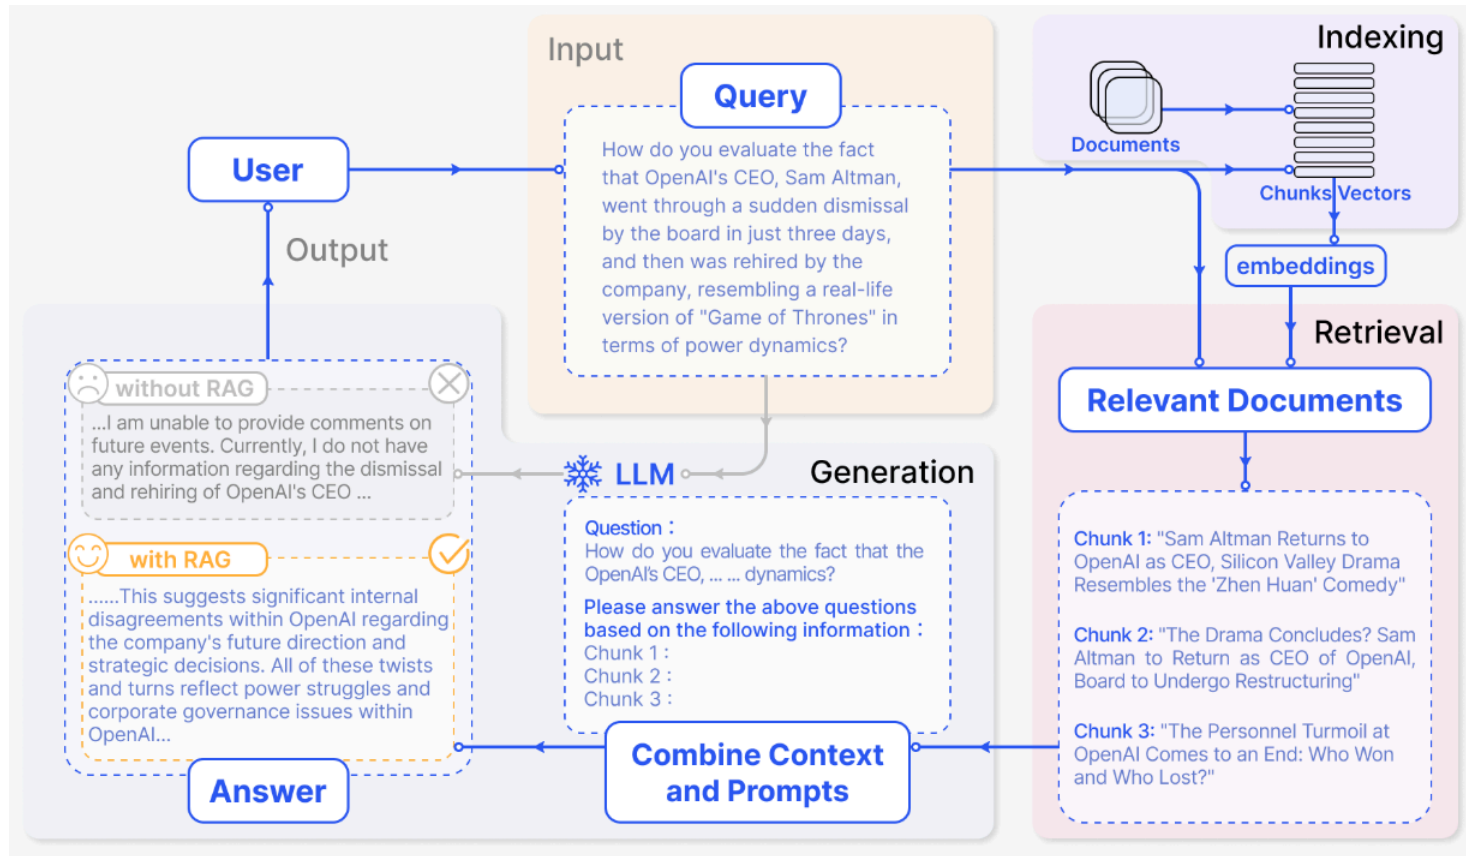 Input
Query
How do you evaluate the fact
that OpenAI's CEO, Sam Altman,
went through a sudden dismissal
by the board in just three days,
and then was rehired by the
company, resembling a real-life
version of "Game of Thrones" in
terms of power dynamics?
Indexing
Documents
Chunks Vectors
embeddings
User
Output
Retrieval
Relevant Documents
Chunk 1: "Sam Altman Returns to
OpenAI as CEO, Silicon Valley Drama
Resembles the 'Zhen Huan' Comedy"
Chunk 2: "The Drama Concludes? Sam
Altman to Return as CEO of OpenAI,
Board to Undergo Restructuring"
Chunk 3: "The Personnel Turmoil at
OpenAI Comes to an End: Who Won
and Who Lost?"
Generation
LLM
Question :
How do you evaluate the fact that the
OpenAI's CEO, ... ... dynamics?
Please answer the above questions
based on the following information :
Chunk 1 :
Chunk 2 :
Chunk 3 :
Combine Context
and Prompts
without RAG
...I am unable to provide comments on
future events. Currently, I do not have
any information regarding the dismissal
and rehiring of OpenAI's CEO ...
with RAG
......This suggests significant internal
disagreements within OpenAI regarding
the company's future direction and
strategic decisions. All of these twists
and turns reflect power struggles and
corporate governance issues within
OpenAI...
Answer